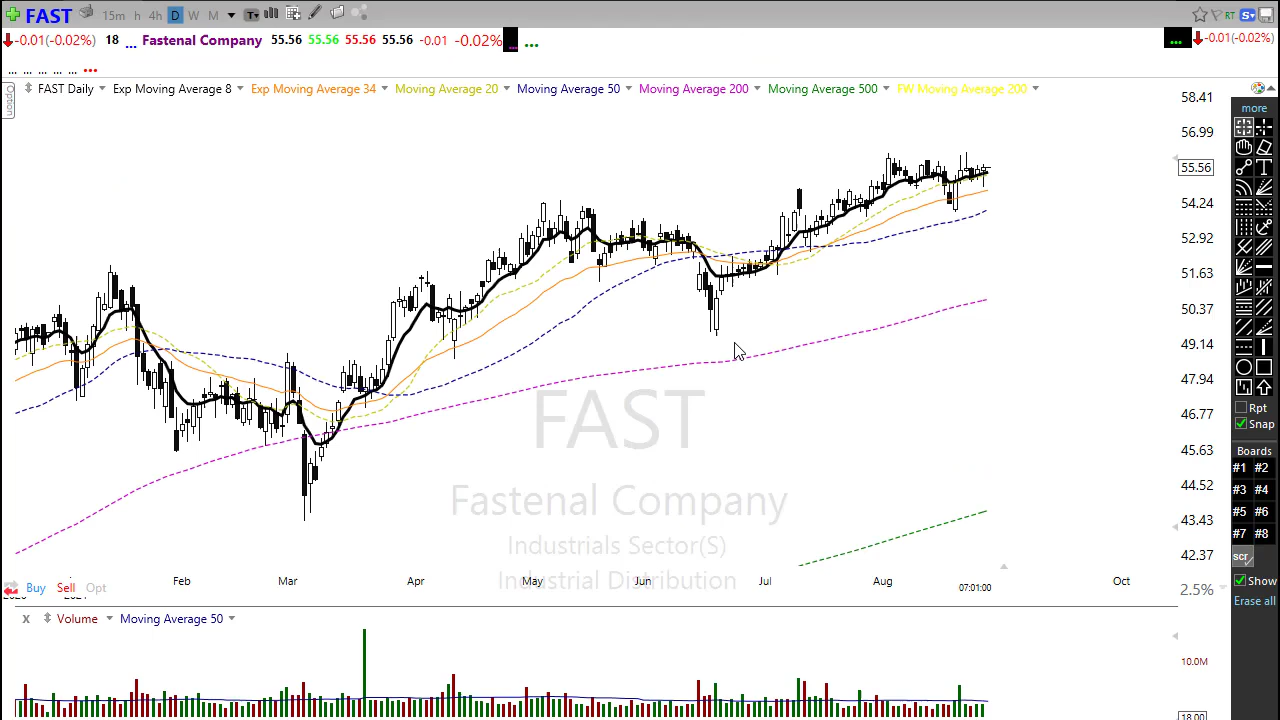 FAST 15m h 4h D W M T RT S
-0.01(-0.02%) 18 ... Fastenal Company 55.56 55.56 55.56 55.56 -0.01 -0.02% ... ... ... -0.01(-0.02%)
... ... ... ... ... ...
Option FAST Daily Exp Moving Average 8 Exp Moving Average 34 Moving Average 20 Moving Average 50 Moving Average 200 Moving Average 500 FW Moving Average 200
58.41
more
56.99
55.56
54.24
52.92
51.63
50.37
49.14
47.94
46.77
45.63
44.52
43.43
42.37
2.5%
FAST
Fastenal Company
Industrials Sector(S)
Industrial Distribution
T
Rpt
Snap
Boards
#1 #2
#3 #4
#5 #6
#7 #8
scr
Show
Erase all
Buy Sell Opt
Feb Mar Apr May Jun Jul Aug Oct
07:01:00
x Volume Moving Average 50
10.0M
18.00